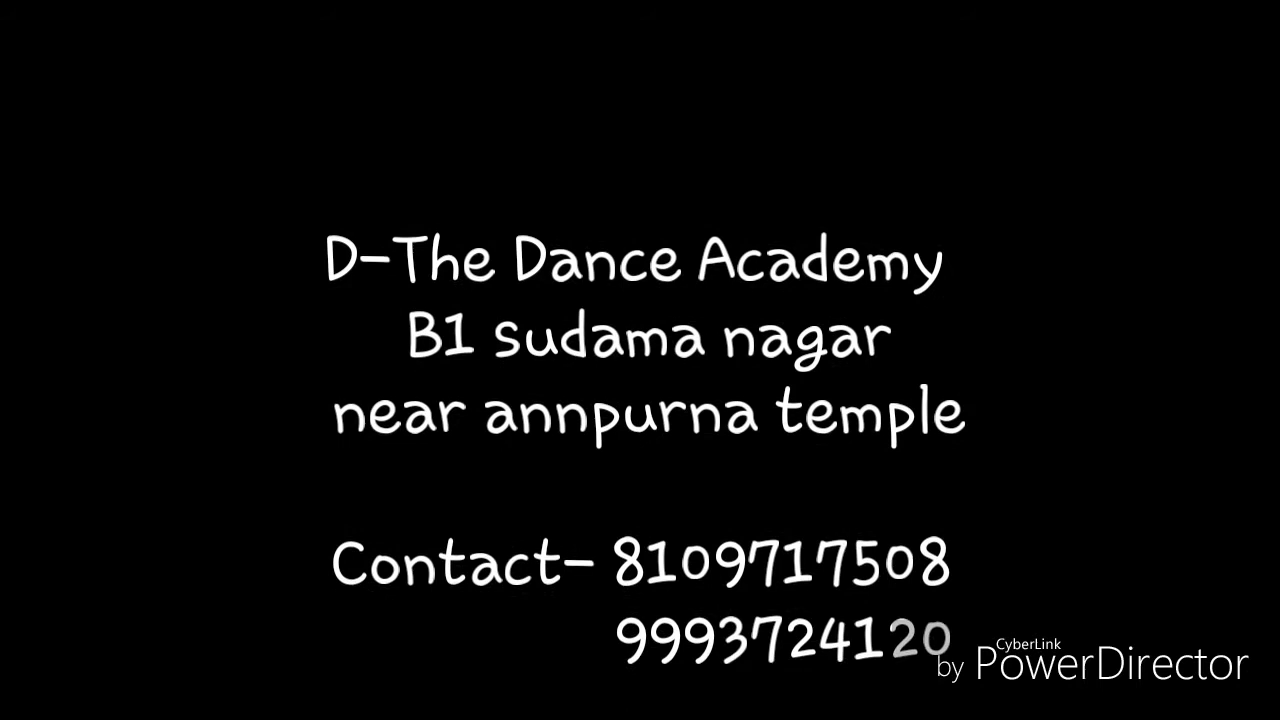 D-The Dance Academy
B1 sudama nagar
near annpurna temple
Contact- 8109717508
9993724120
CyberLink
by PowerDirector